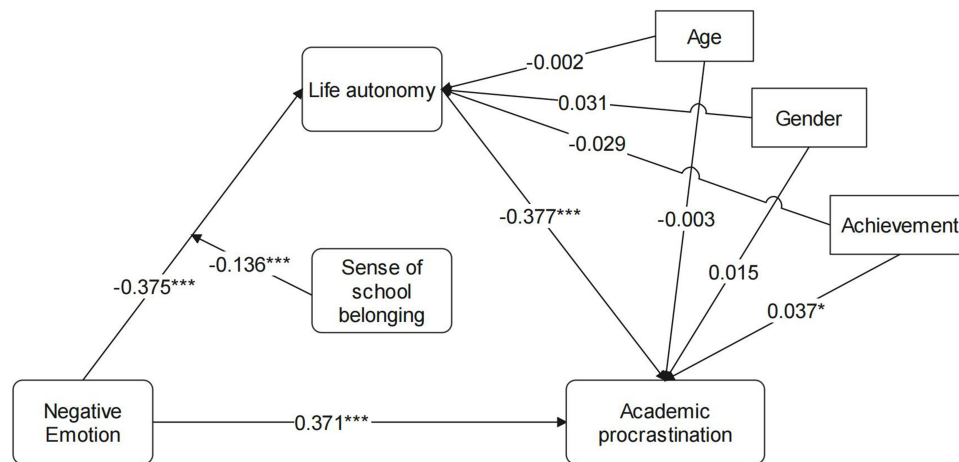 Age
Life autonomy
-0.002
0.031
Gender
-0.029
-0.377***
-0.003
Achievement
-0.136***
Sense of
school
belonging
-0.375***
0.015
0.037*
Negative
Emotion
0.371***
Academic
procrastination